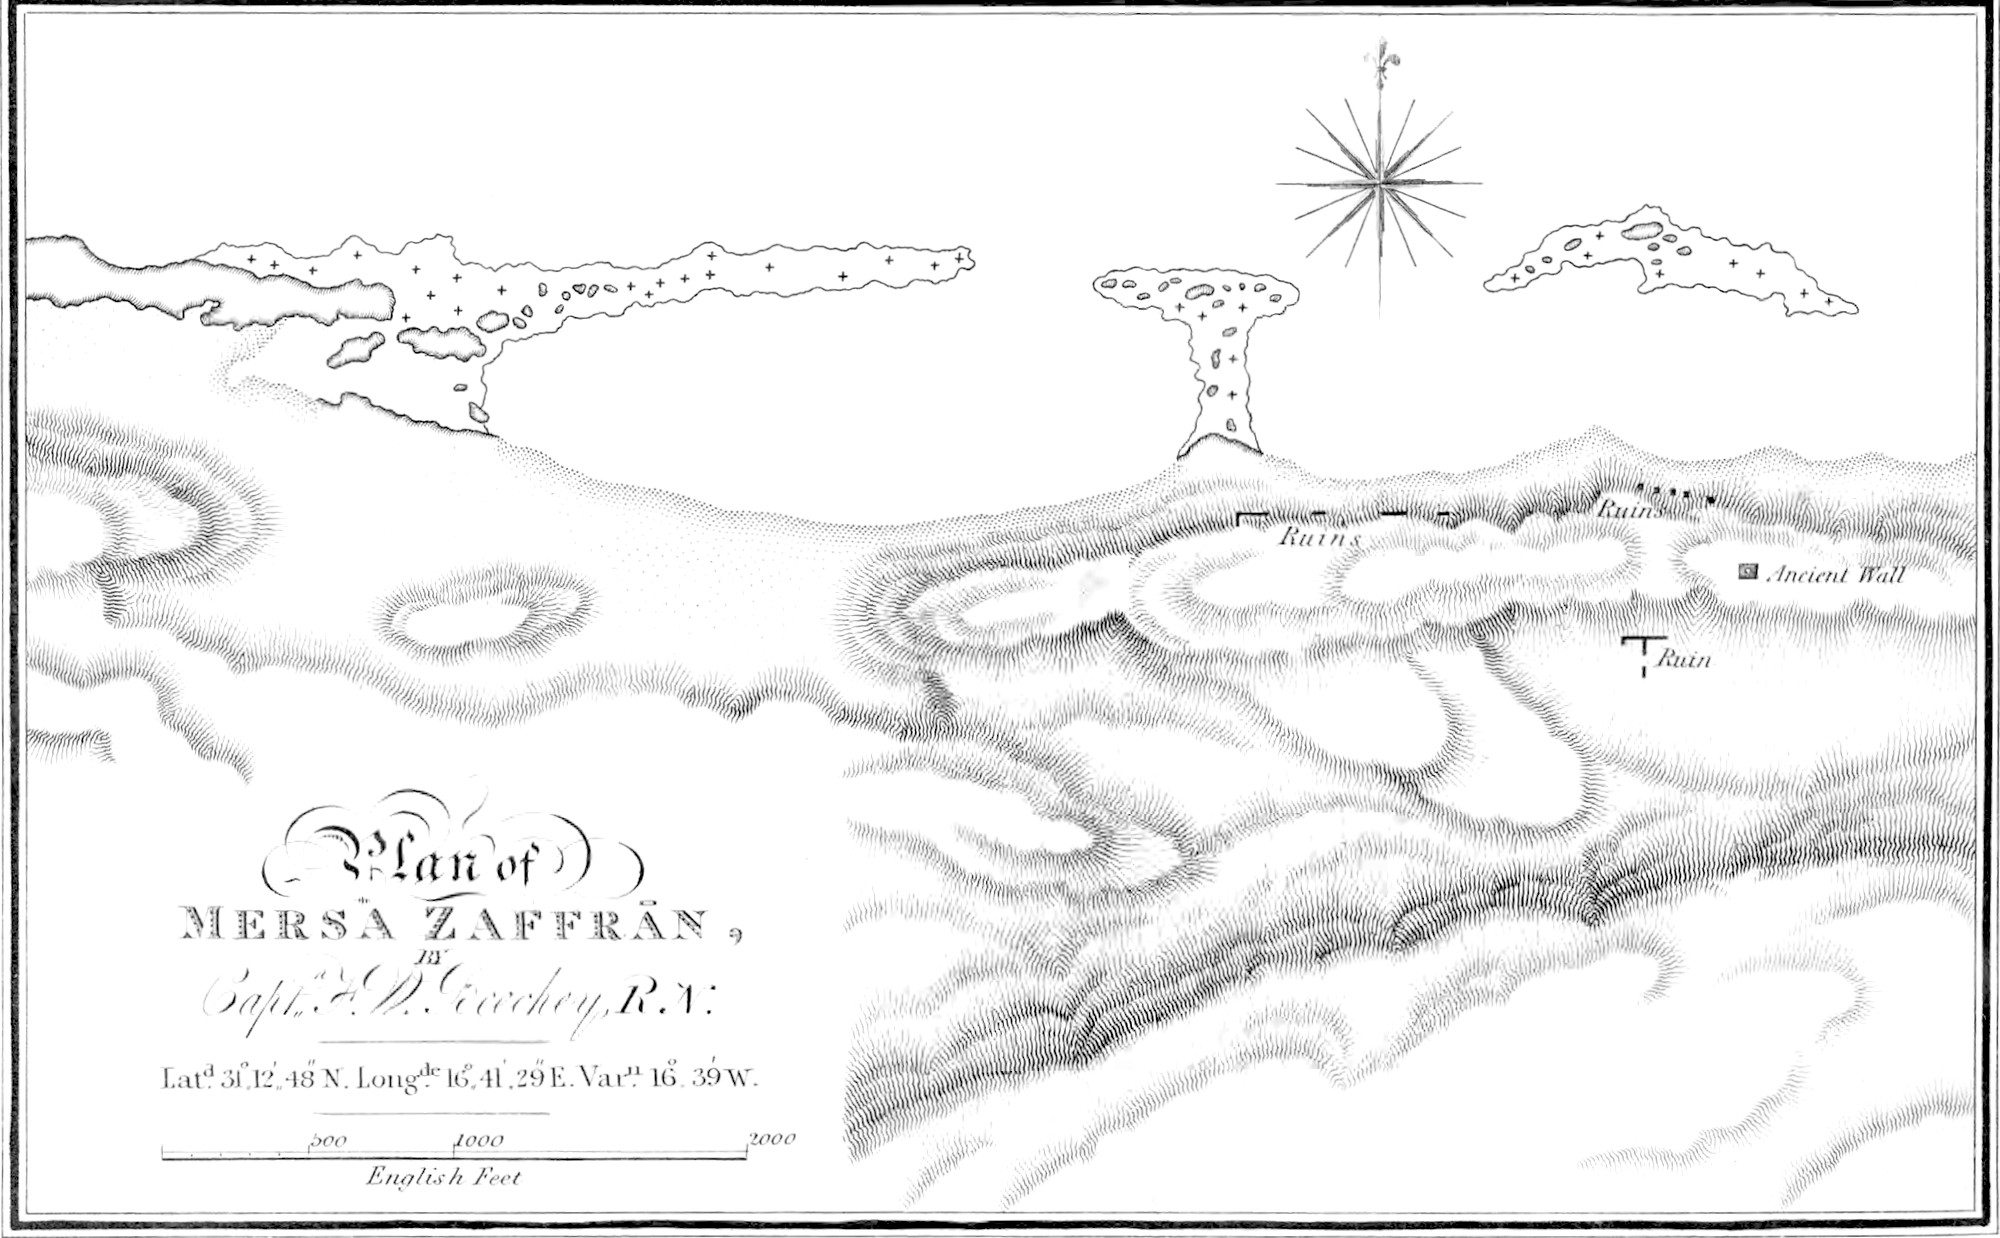 Ruins
Ruins
Ancient Wall
Ruin
Plan of
MERSĀ ZAFFRĀN,
BY
Captn. F. W. Beechey, R. N.
Latd. 31°, 12', 48" N. Longde. 16°, 41', 29" E. Varn. 16°. 39' W.
500 1000 2000
English Feet